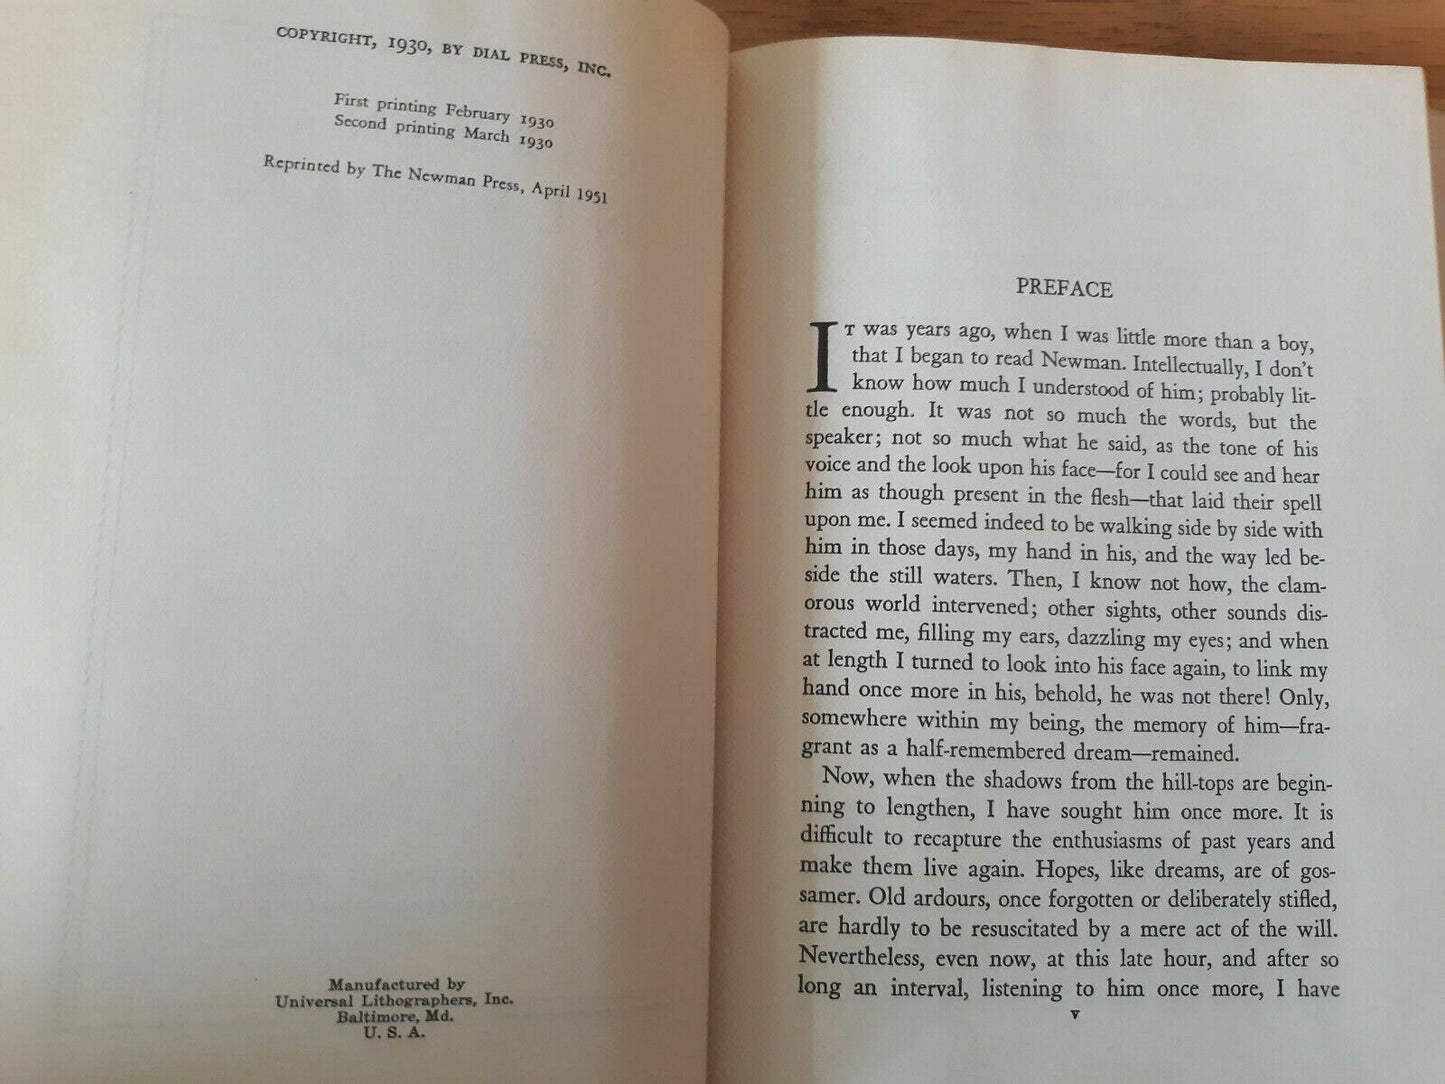 COPYRIGHT, 1930, BY DIAL PRESS, INC.
First printing February 1930
Second printing March 1930
Reprinted by The Newman Press, April 1951
Manufactured by
Universal Lithographers, Inc.
Baltimore, Md.
U. S. A.
PREFACE
IT was years ago, when I was little more than a boy,
that I began to read Newman. Intellectually, I don't
know how much I understood of him; probably lit-
tle enough. It was not so much the words, but the
speaker; not so much what he said, as the tone of his
voice and the look upon his face—for I could see and hear
him as though present in the flesh—that laid their spell
upon me. I seemed indeed to be walking side by side with
him in those days, my hand in his, and the way led be-
side the still waters. Then, I know not how, the clam-
orous world intervened; other sights, other sounds dis-
tracted me, filling my ears, dazzling my eyes; and when
at length I turned to look into his face again, to link my
hand once more in his, behold, he was not there! Only,
somewhere within my being, the memory of him—fra-
grant as a half-remembered dream—remained.
Now, when the shadows from the hill-tops are begin-
ning to lengthen, I have sought him once more. It is
difficult to recapture the enthusiasms of past years and
make them live again. Hopes, like dreams, are of gos-
samer. Old ardours, once forgotten or deliberately stifled,
are hardly to be resuscitated by a mere act of the will.
Nevertheless, even now, at this late hour, and after so
long an interval, listening to him once more, I have
v